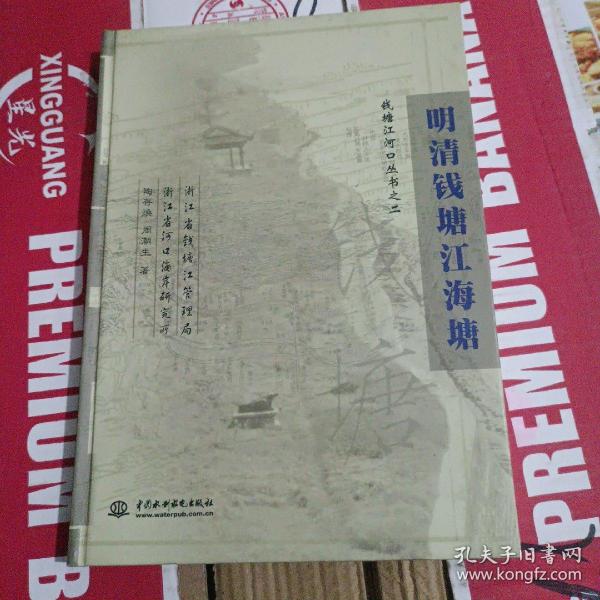 明清钱塘江海塘
钱塘江河口丛书之二
浙江省钱塘江管理局
浙江省河口海岸研究所
陶存焕 周潮生 著
海塘
中国水利水电出版社
www.waterpub.com.cn
XINGGUANG
星光
PREMIUM B
PREMIUM BANANA
孔夫子旧书网
www.kongfz.com